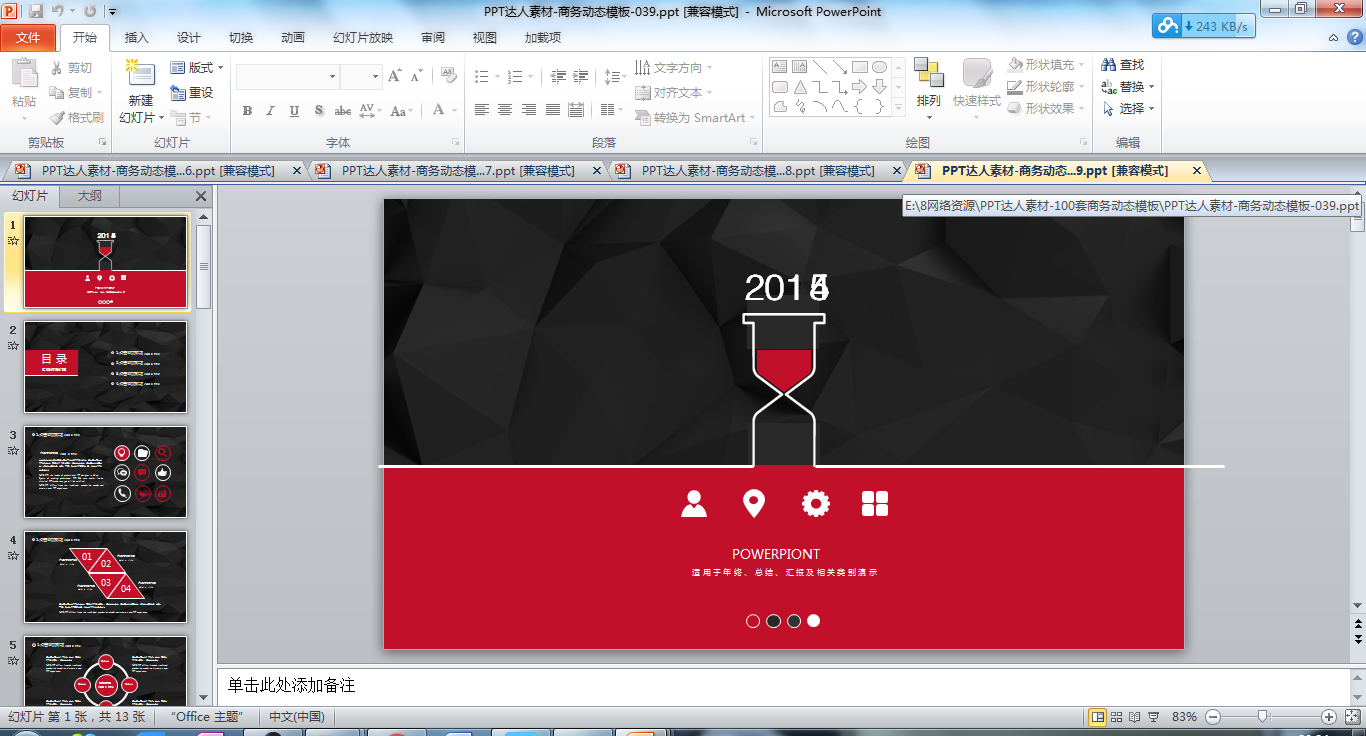 PPT达人素材-商务动态模板-039.ppt [兼容模式] - Microsoft PowerPoint
243 KB/s
文件 开始 插入 设计 切换 动画 幻灯片放映 审阅 视图 加载项
粘贴 剪切 复制 格式刷
新建 幻灯片 版式 重设 节
B I U S abc AV Aa A
文字方向 对齐文本 转换为 SmartArt
排列 快速样式 形状填充 形状轮廓 形状效果
查找 替换 选择
剪贴板 幻灯片 字体 段落 绘图 编辑
PPT达人素材-商务动态模...6.ppt [兼容模式] PPT达人素材-商务动态模...7.ppt [兼容模式] PPT达人素材-商务动态模...8.ppt [兼容模式] PPT达人素材-商务动态...9.ppt [兼容模式]
幻灯片 大纲
E:\8网络资源\PPT达人素材-100套商务动态模板\PPT达人素材-商务动态模板-039.ppt
1
2
目 录
CONTENTS
3
4
01
02
03
04
5
201
POWERPIONT
适用于年终、总结、汇报及相关类别演示
单击此处添加备注
幻灯片 第 1 张，共 13 张 “Office 主题” 中文(中国) 83%